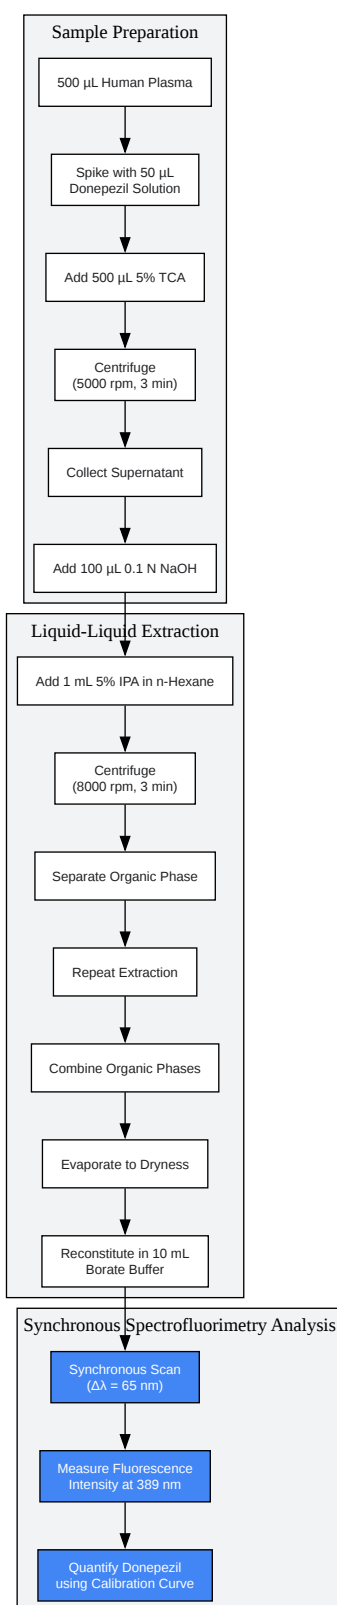 Sample Preparation
500 µL Human Plasma
Spike with 50 µL
Donepezil Solution
Add 500 µL 5% TCA
Centrifuge
(5000 rpm, 3 min)
Collect Supernatant
Add 100 µL 0.1 N NaOH
Liquid-Liquid Extraction
Add 1 mL 5% IPA in n-Hexane
Centrifuge
(8000 rpm, 3 min)
Separate Organic Phase
Repeat Extraction
Combine Organic Phases
Evaporate to Dryness
Reconstitute in 10 mL
Borate Buffer
Synchronous Spectrofluorimetry Analysis
Synchronous Scan
(Δλ = 65 nm)
Measure Fluorescence
Intensity at 389 nm
Quantify Donepezil
using Calibration Curve